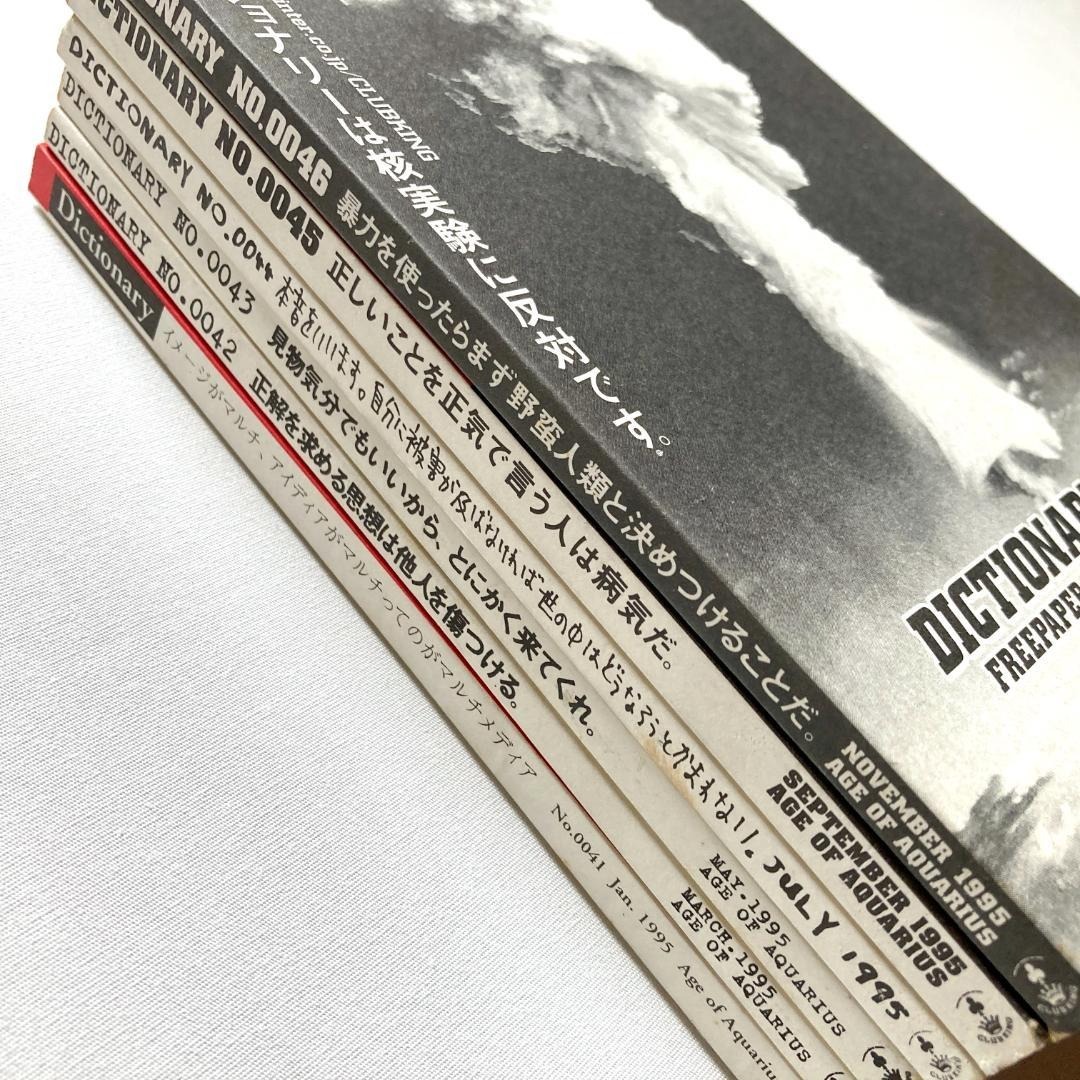 inter.co.jp/CLUBKING
DICTIONARY
FREEPAPER
ONARY NO.0046 暴力を使ったらまず野蛮人類と決めつけることだ。 NOVEMBER 1995
AGE OF AQUARIUS
CLUBKING
DICTIONARY NO.0045 正しいことを正気で言う人は病気だ。 SEPTEMBER 1995
AGE OF AQUARIUS
CLUBKING
DICTIONARY NO.0044 本音をいいます。自分に被害が及ばなければ世の中はどうなろうとかまわない。 JULY 1995
DICTIONARY NO.0043 見物気分でもいいから、とにかく来てくれ。 MAY.1995
AGE OF AQUARIUS
DICTIONARY NO.0042 正解を求める思想は他人を傷つける。 MARCH.1995
AGE OF AQUARIUS
Dictionary イメージがマルチ、アイディアがマルチってのがマルチメディア No.0041 Jan. 1995 Age of Aquariu